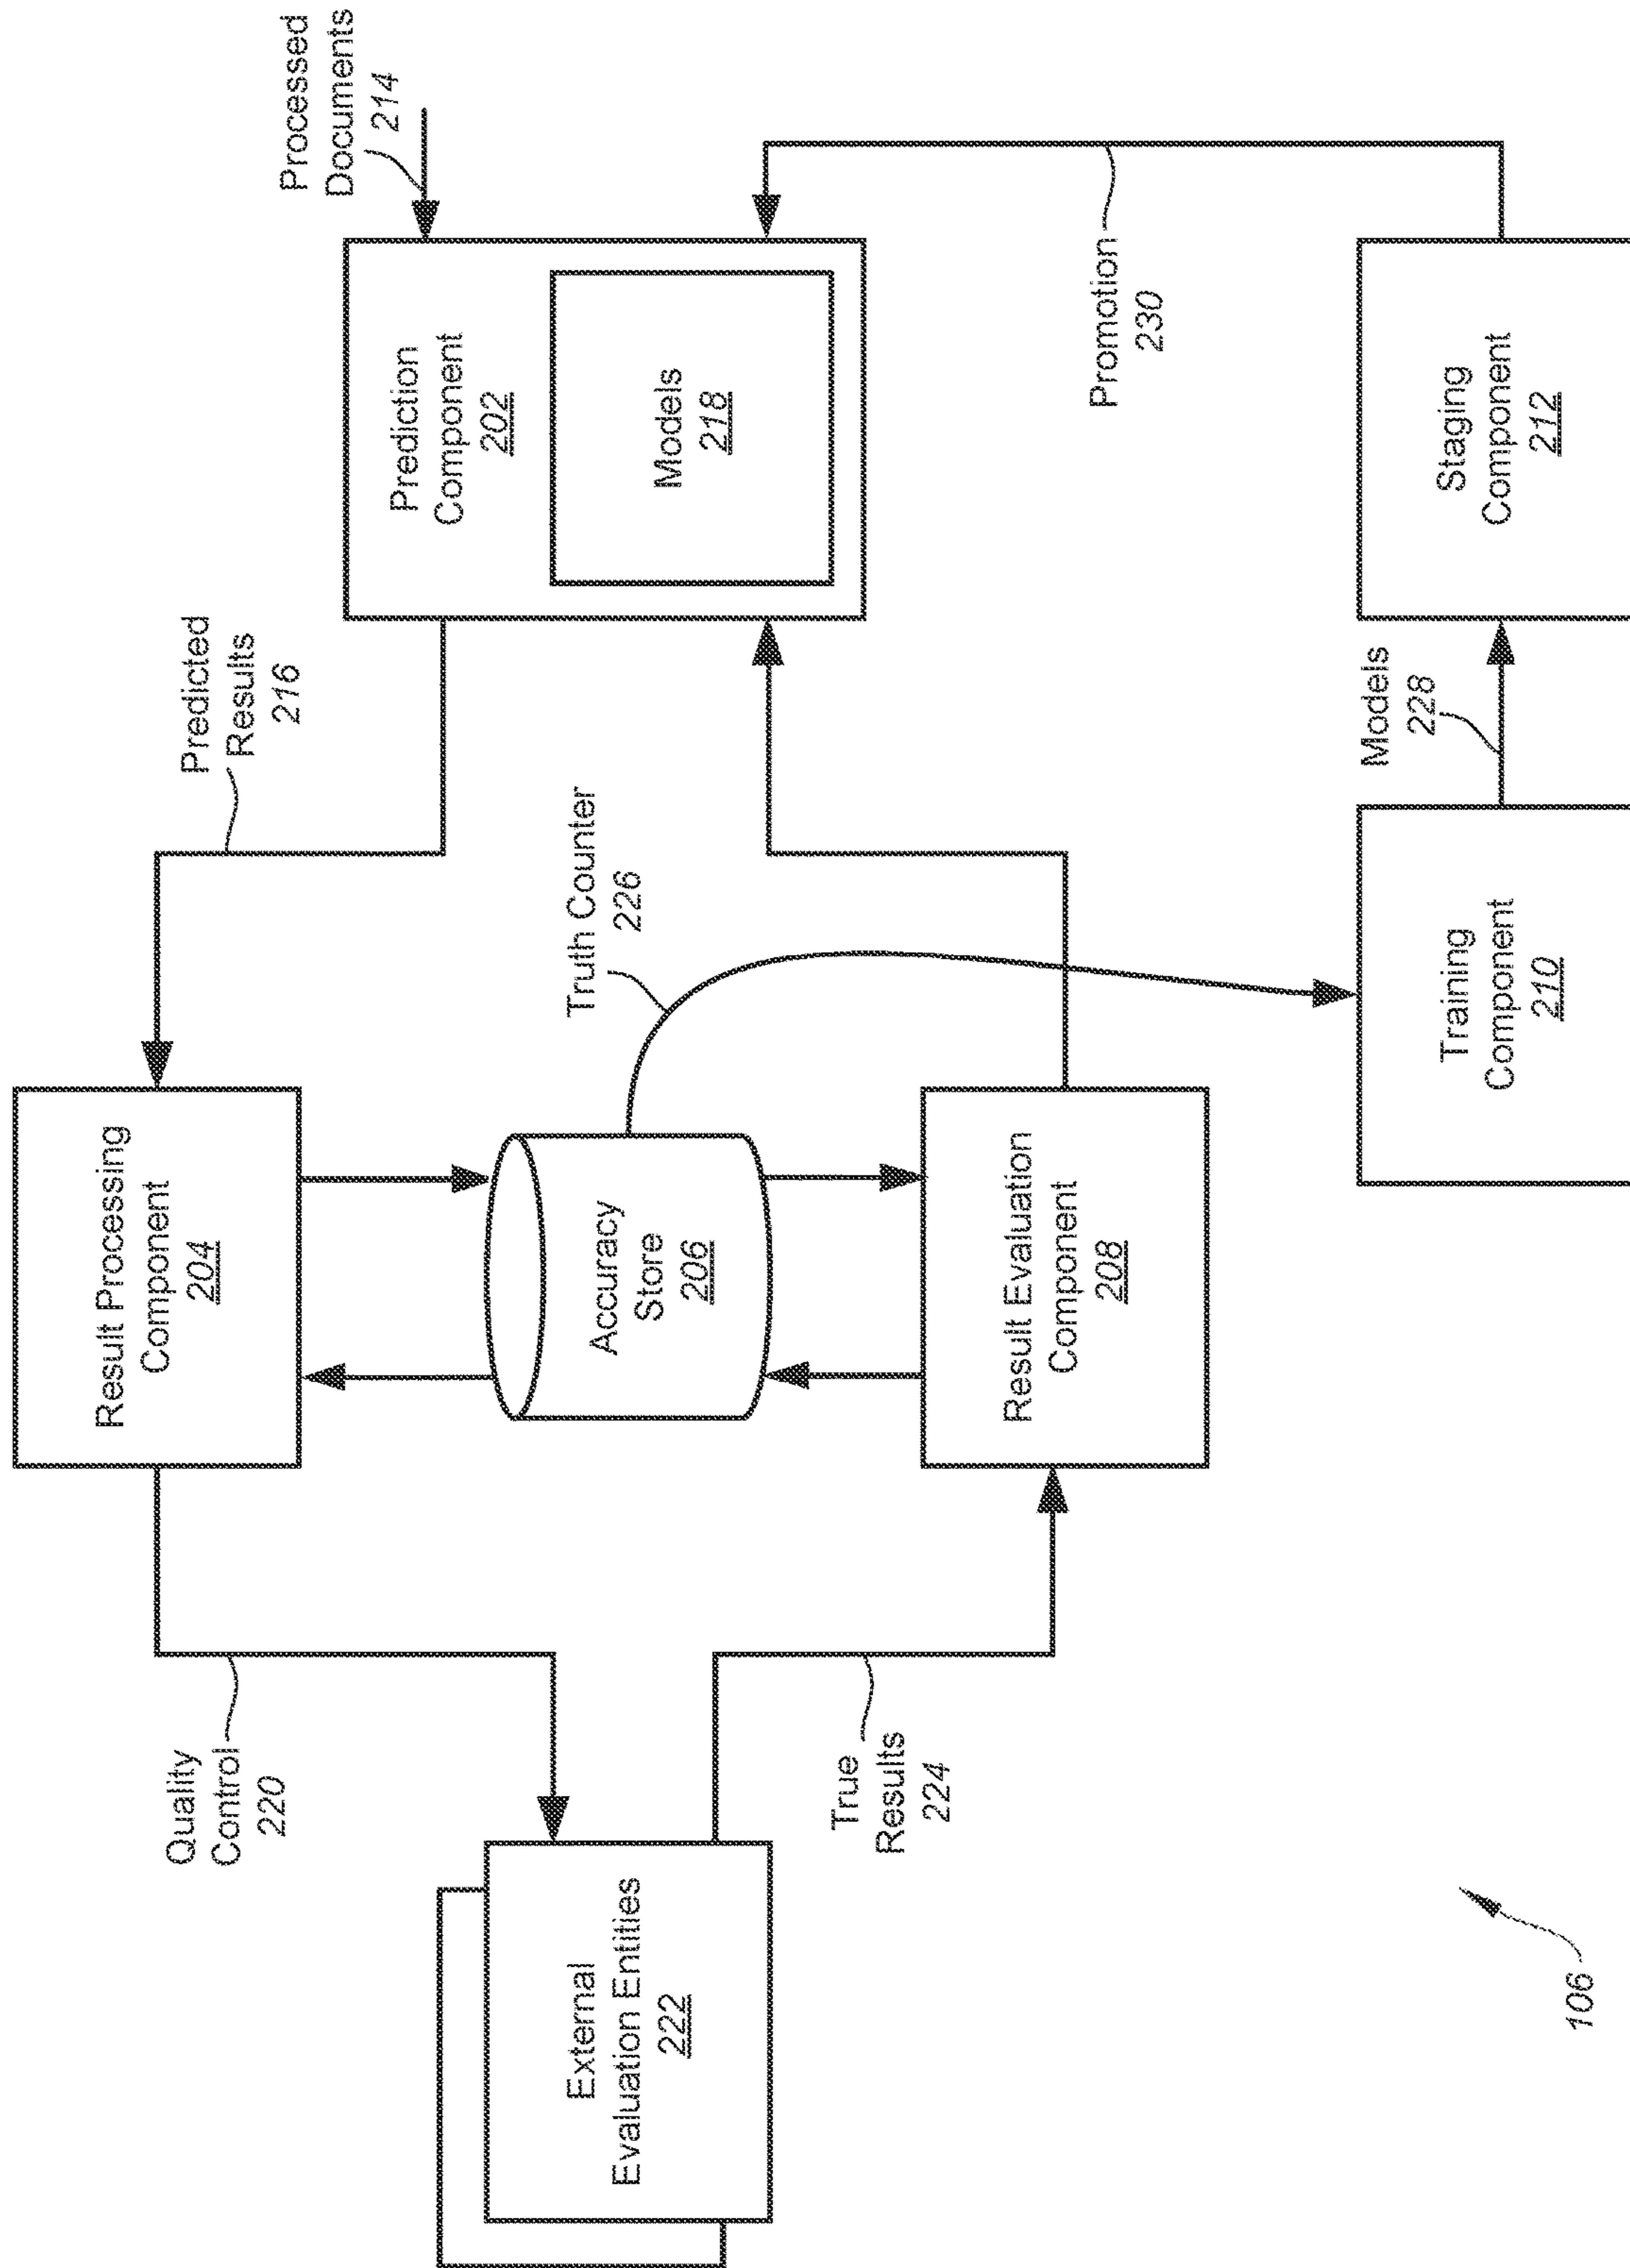 Processed
Documents
214
Prediction
Component
202
Models
218
Predicted
Results
216
Promotion
230
Staging
Component
212
Models
228
Training
Component
210
Truth Counter
226
Result Processing
Component
204
Accuracy
Store
206
Result Evaluation
Component
208
Quality
Control
220
True
Results
224
External
Evaluation Entities
222
106